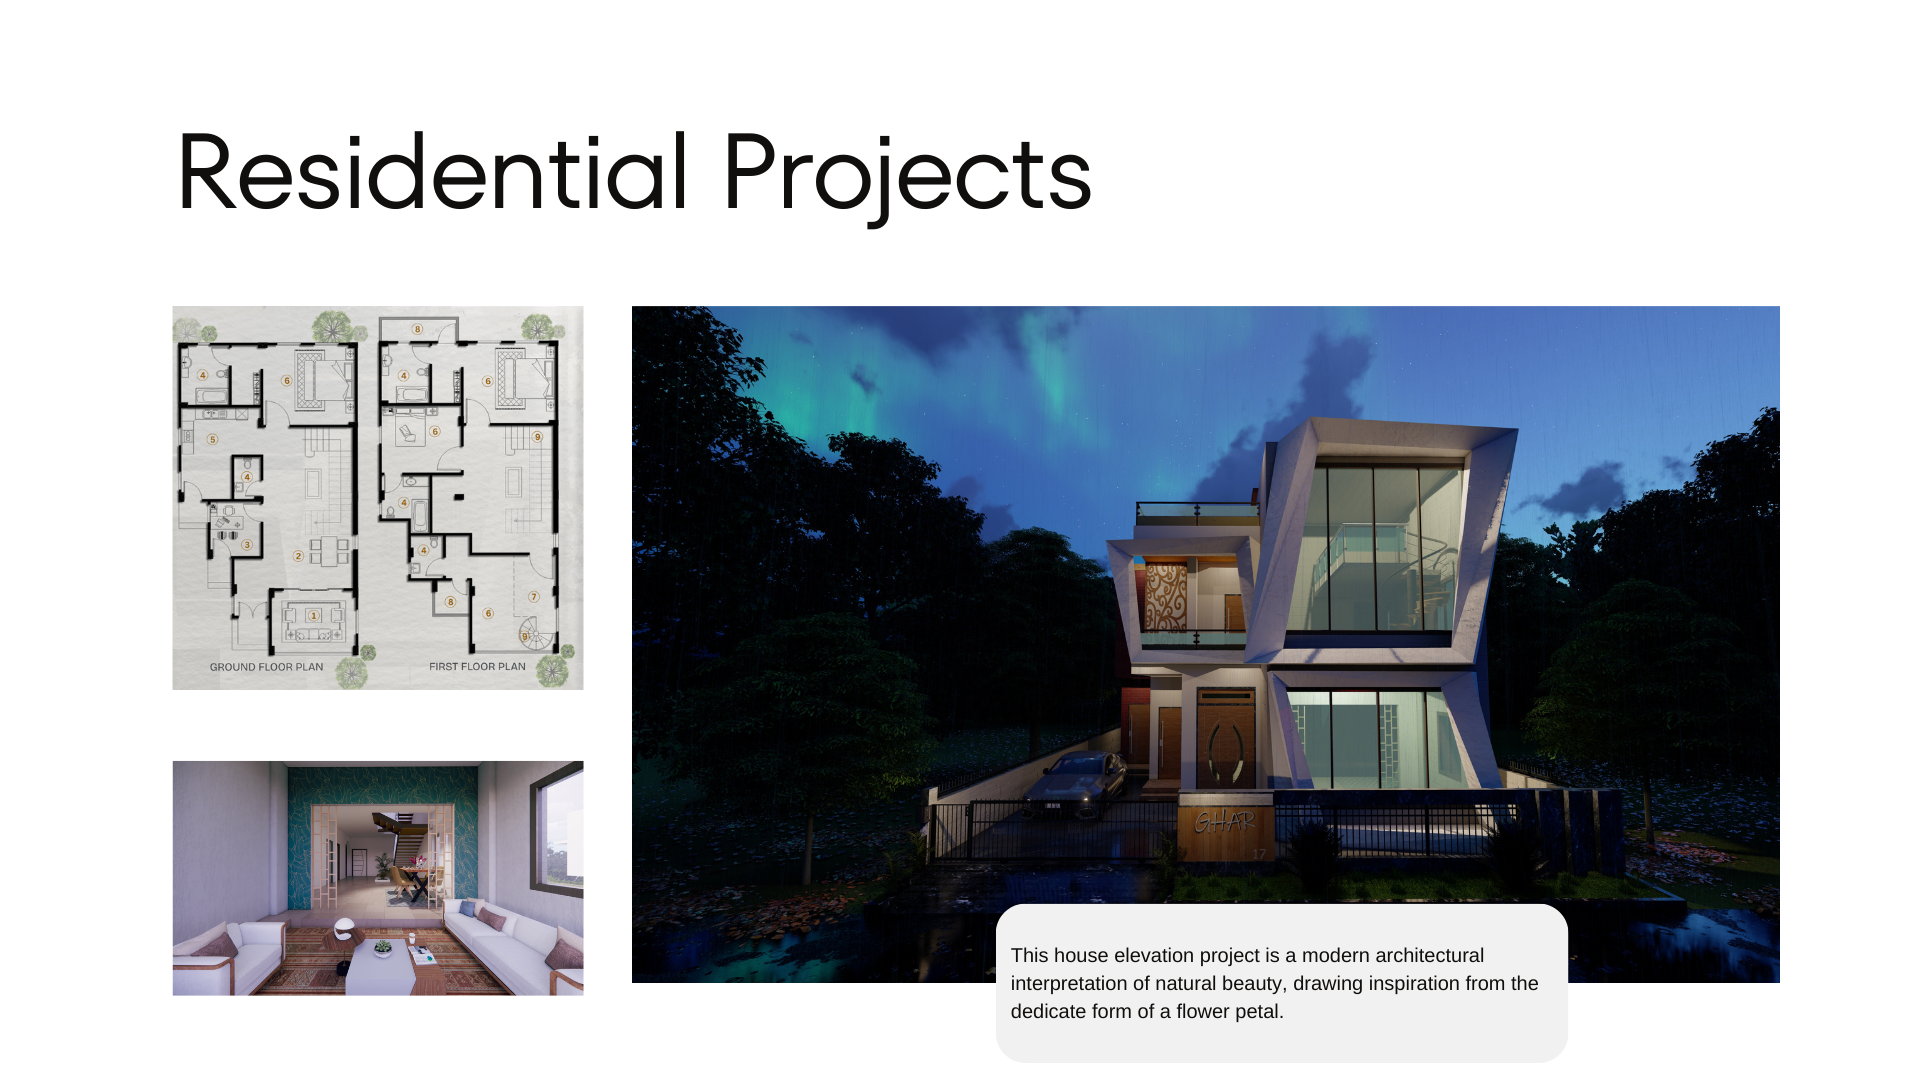 Residential Projects
8
4
6
4
6
5
6
9
4
4
3
2
4
1
8
6
7
9
GROUND FLOOR PLAN
FIRST FLOOR PLAN
GHAR
17
This house elevation project is a modern architectural
interpretation of natural beauty, drawing inspiration from the
dedicate form of a flower petal.